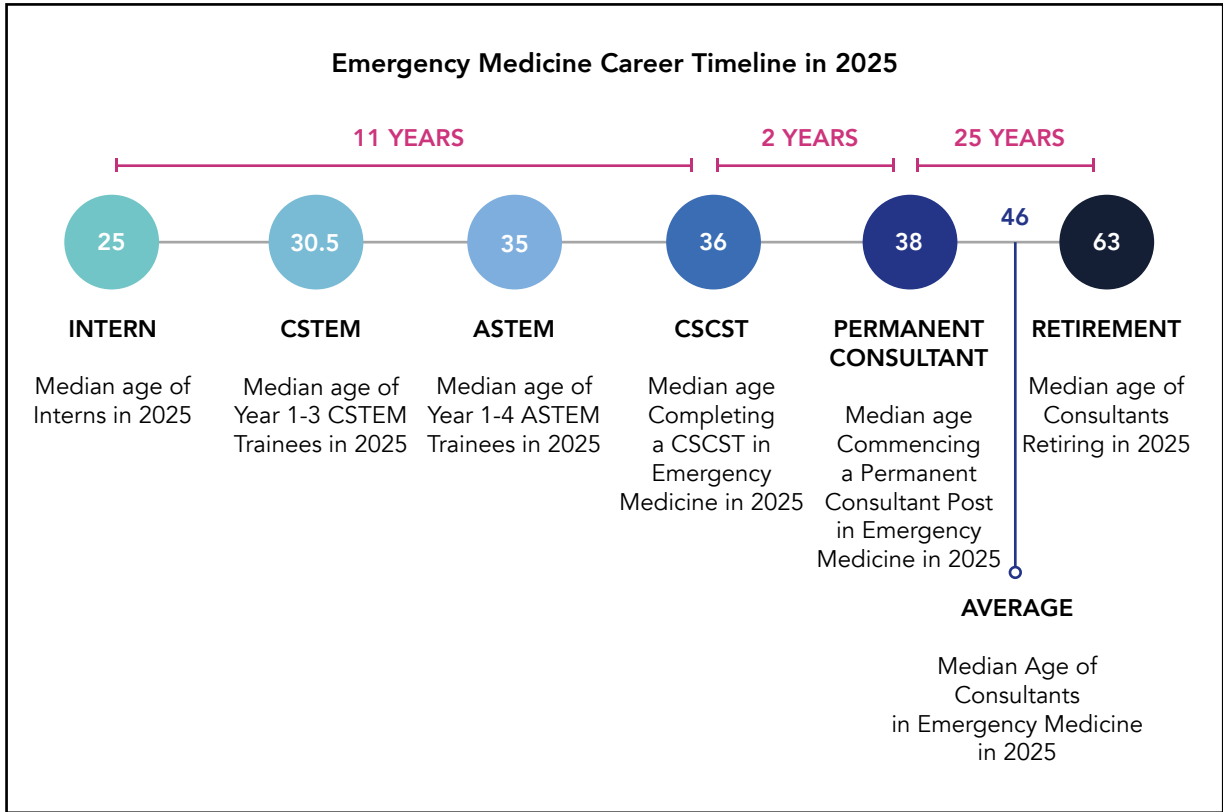 Emergency Medicine Career Timeline in 2025
11 YEARS
2 YEARS
25 YEARS
25
30.5
35
36
38
46
63
INTERN
Median age of
Interns in 2025
CSTEM
Median age of
Year 1-3 CSTEM
Trainees in 2025
ASTEM
Median age of
Year 1-4 ASTEM
Trainees in 2025
CSCST
Median age
Completing
a CSCST in
Emergency
Medicine in 2025
PERMANENT
CONSULTANT
Median age
Commencing
a Permanent
Consultant Post
in Emergency
Medicine in 2025
RETIREMENT
Median age of
Consultants
Retiring in 2025
AVERAGE
Median Age of
Consultants
in Emergency Medicine
in 2025